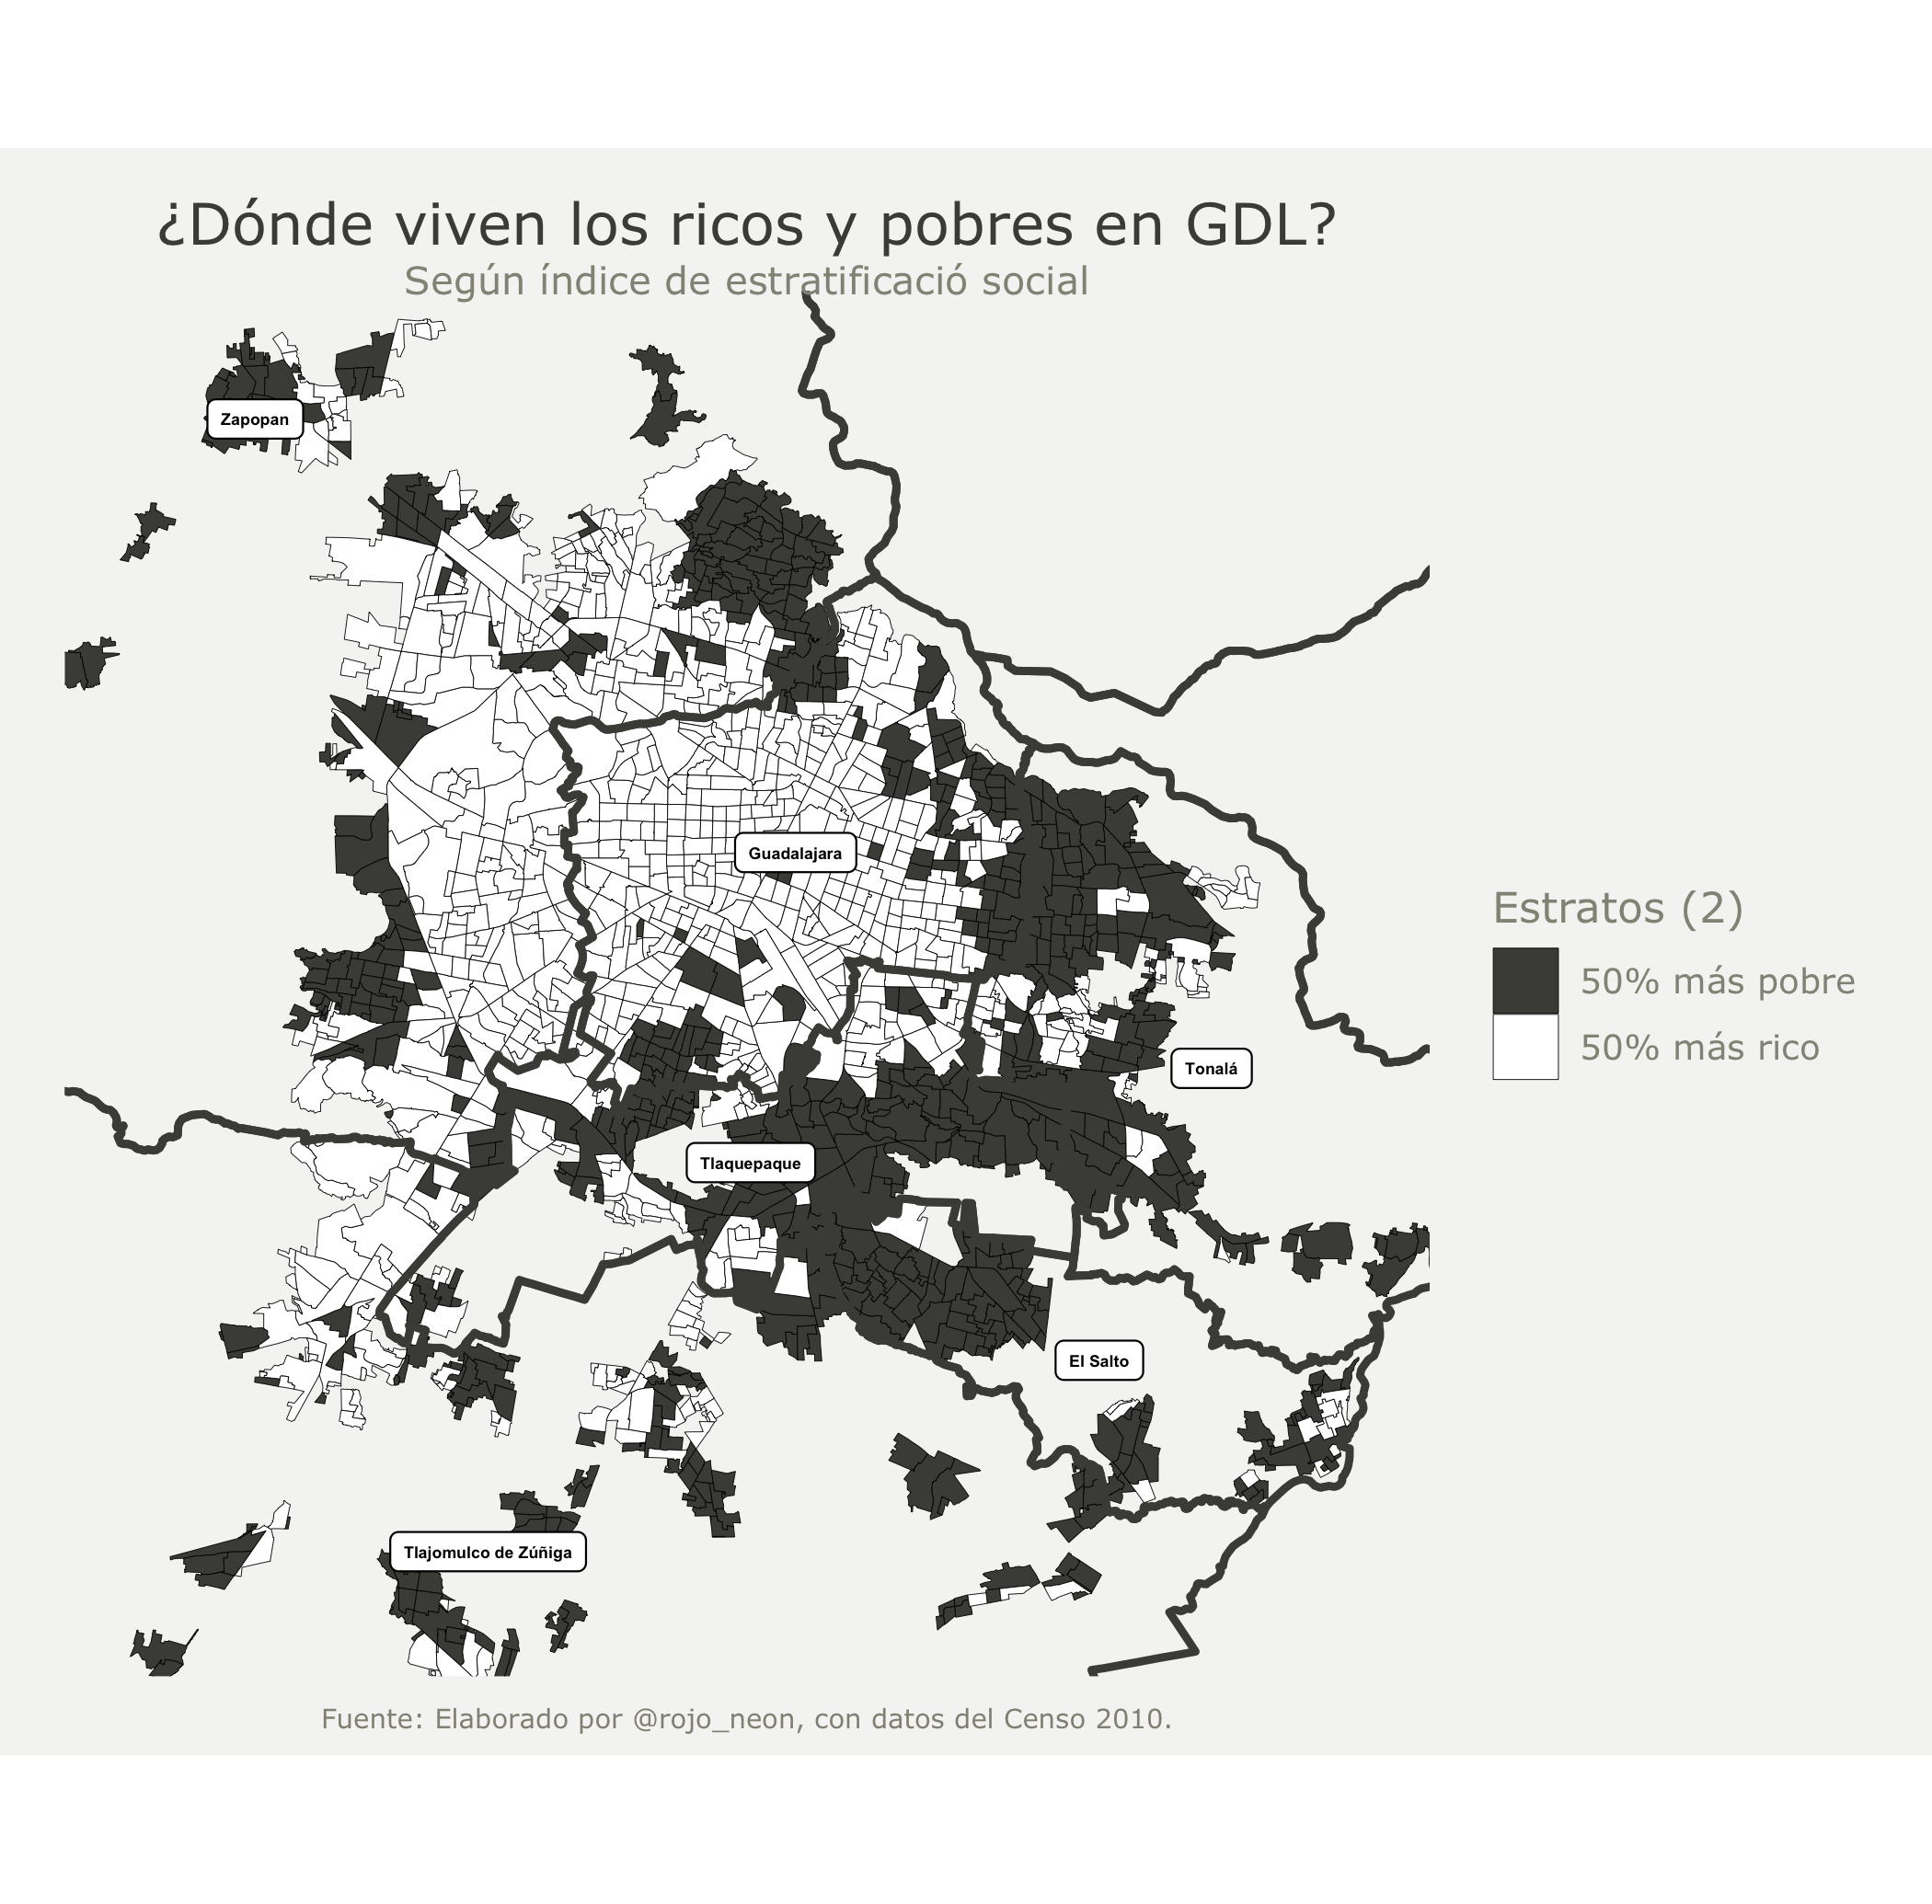 ¿Dónde viven los ricos y pobres en GDL?
Según índice de estratificació social
Zapopan
Guadalajara
Estratos (2)
50% más pobre
50% más rico
Tonalá
Tlaquepaque
El Salto
Tlajomulco de Zúñiga
Fuente: Elaborado por @rojo_neon, con datos del Censo 2010.